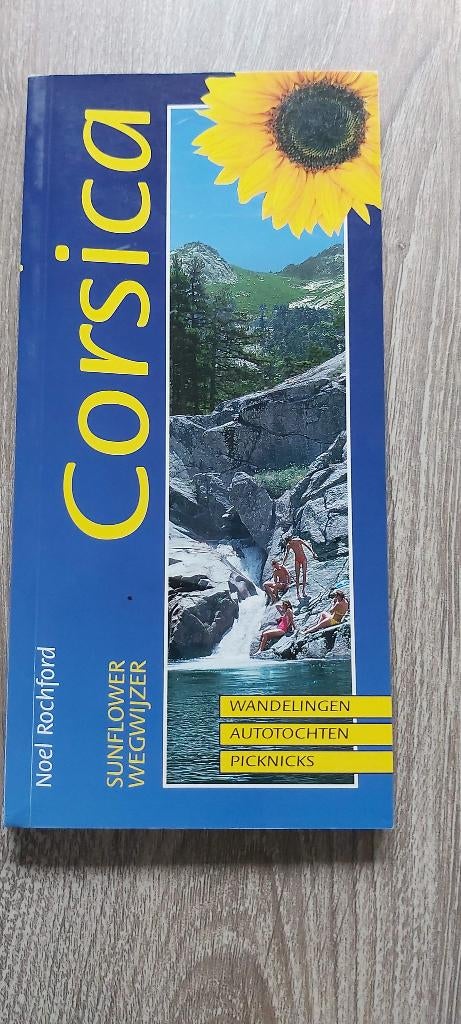 Corsica
Noel Rochford
SUNFLOWER
WEGWIJZER
WANDELINGEN
AUTOTOCHTEN
PICKNICKS